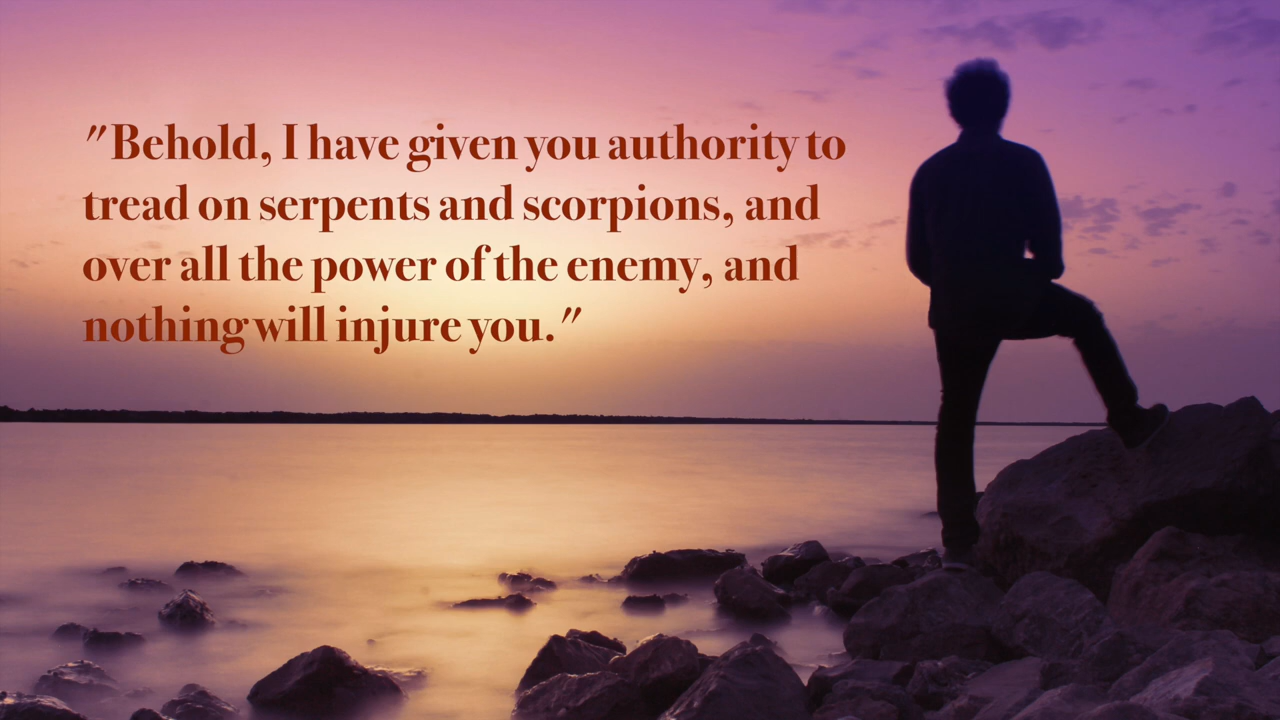 "Behold, I have given you authority to
tread on serpents and scorpions, and
over all the power of the enemy, and
nothing will injure you."